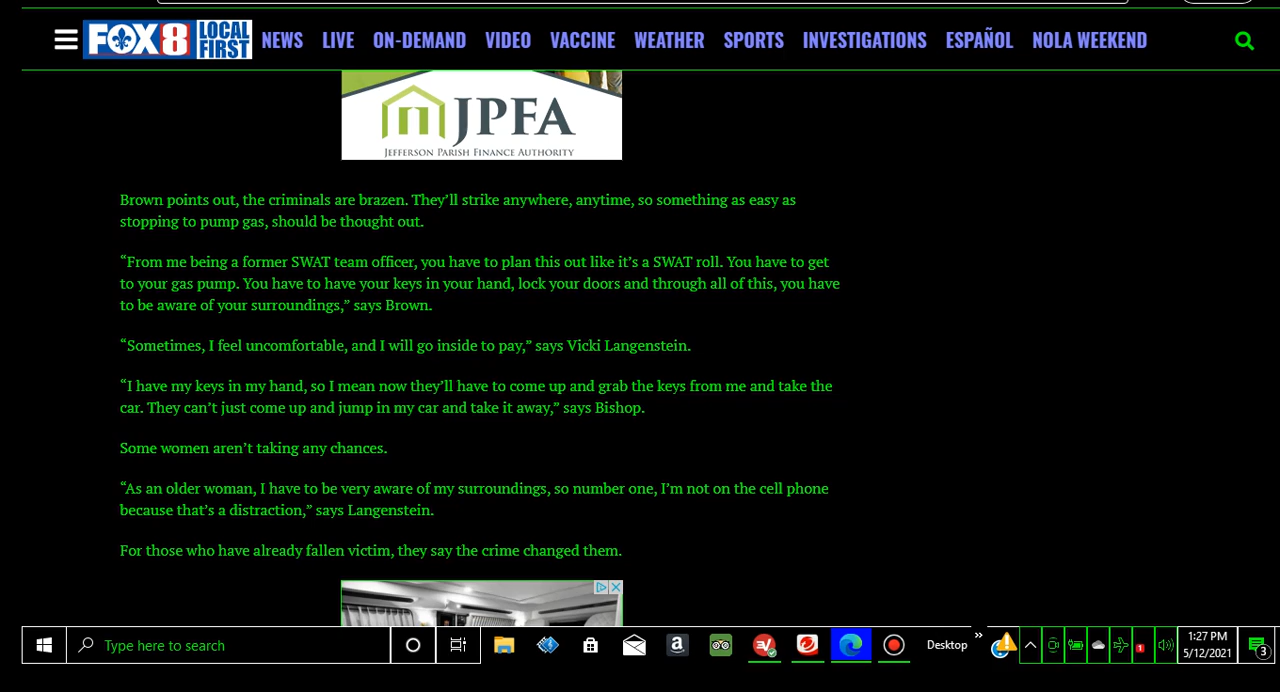 FOX 8 LOCAL FIRST NEWS LIVE ON-DEMAND VIDEO VACCINE WEATHER SPORTS INVESTIGATIONS ESPAÑOL NOLA WEEKEND
JPFA
JEFFERSON PARISH FINANCE AUTHORITY
Brown points out, the criminals are brazen. They’ll strike anywhere, anytime, so something as easy as
stopping to pump gas, should be thought out.
“From me being a former SWAT team officer, you have to plan this out like it’s a SWAT roll. You have to get
to your gas pump. You have to have your keys in your hand, lock your doors and through all of this, you have
to be aware of your surroundings,” says Brown.
“Sometimes, I feel uncomfortable, and I will go inside to pay,” says Vicki Langenstein.
“I have my keys in my hand, so I mean now they’ll have to come up and grab the keys from me and take the
car. They can’t just come up and jump in my car and take it away,” says Bishop.
Some women aren’t taking any chances.
“As an older woman, I have to be very aware of my surroundings, so number one, I’m not on the cell phone
because that’s a distraction,” says Langenstein.
For those who have already fallen victim, they say the crime changed them.
Type here to search Desktop 1 1:27 PM 3
5/12/2021